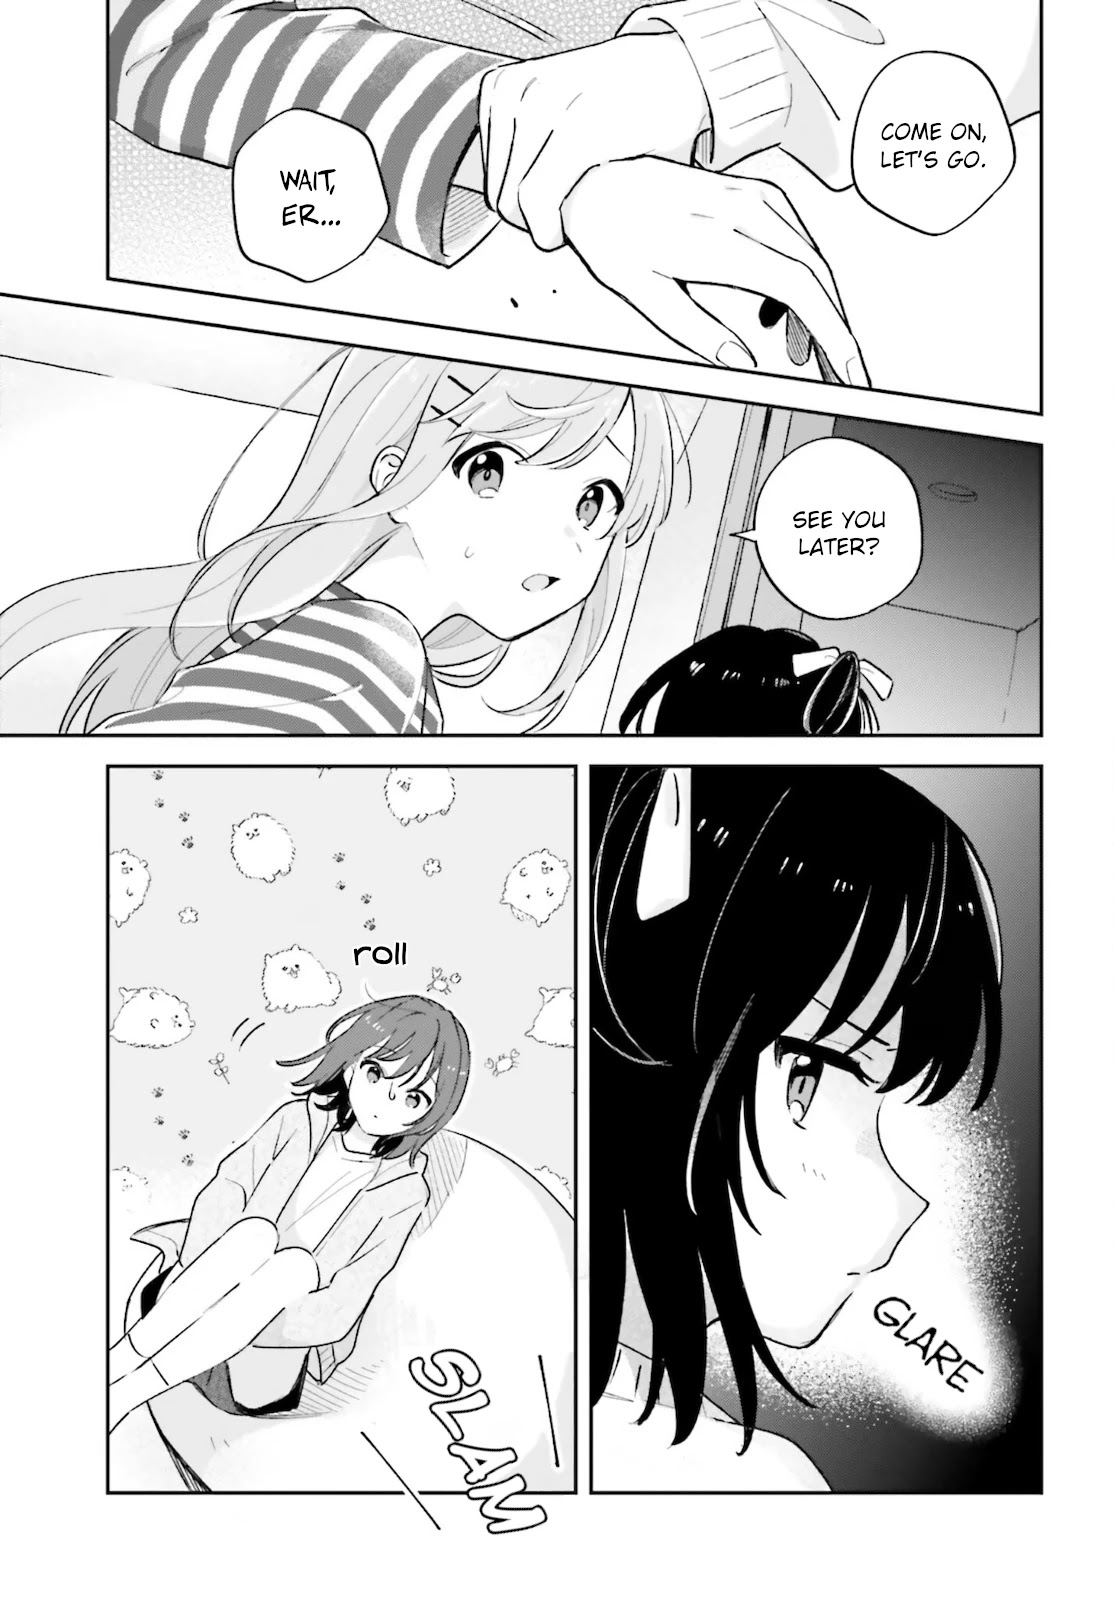 COME ON,
LET'S GO.
WAIT,
ER...
SEE YOU
LATER?
GLARE
roll
SLAM